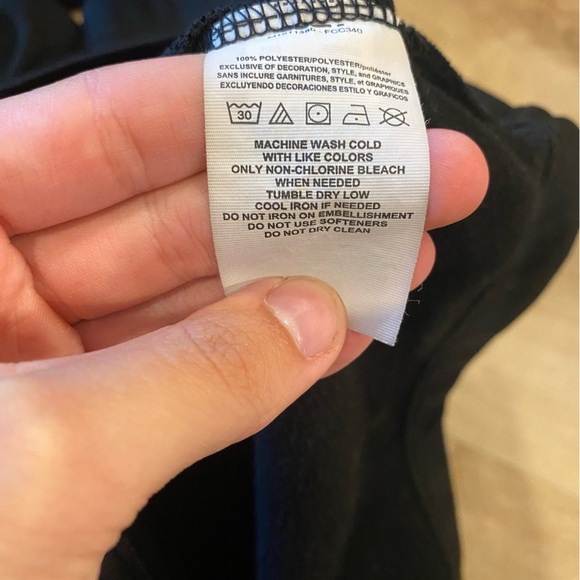 FCC340
100% POLYESTER/POLYESTER/poliéster
EXCLUSIVE OF DECORATION, STYLE, and GRAPHICS
SANS INCLURE GARNITURES, STYLE, et GRAPHIQUES
EXCLUYENDO DECORACIONES ESTILO Y GRAFICOS
30
MACHINE WASH COLD
WITH LIKE COLORS
ONLY NON-CHLORINE BLEACH
WHEN NEEDED
TUMBLE DRY LOW
COOL IRON IF NEEDED
DO NOT IRON ON EMBELLISHMENT
DO NOT USE SOFTENERS
DO NOT DRY CLEAN